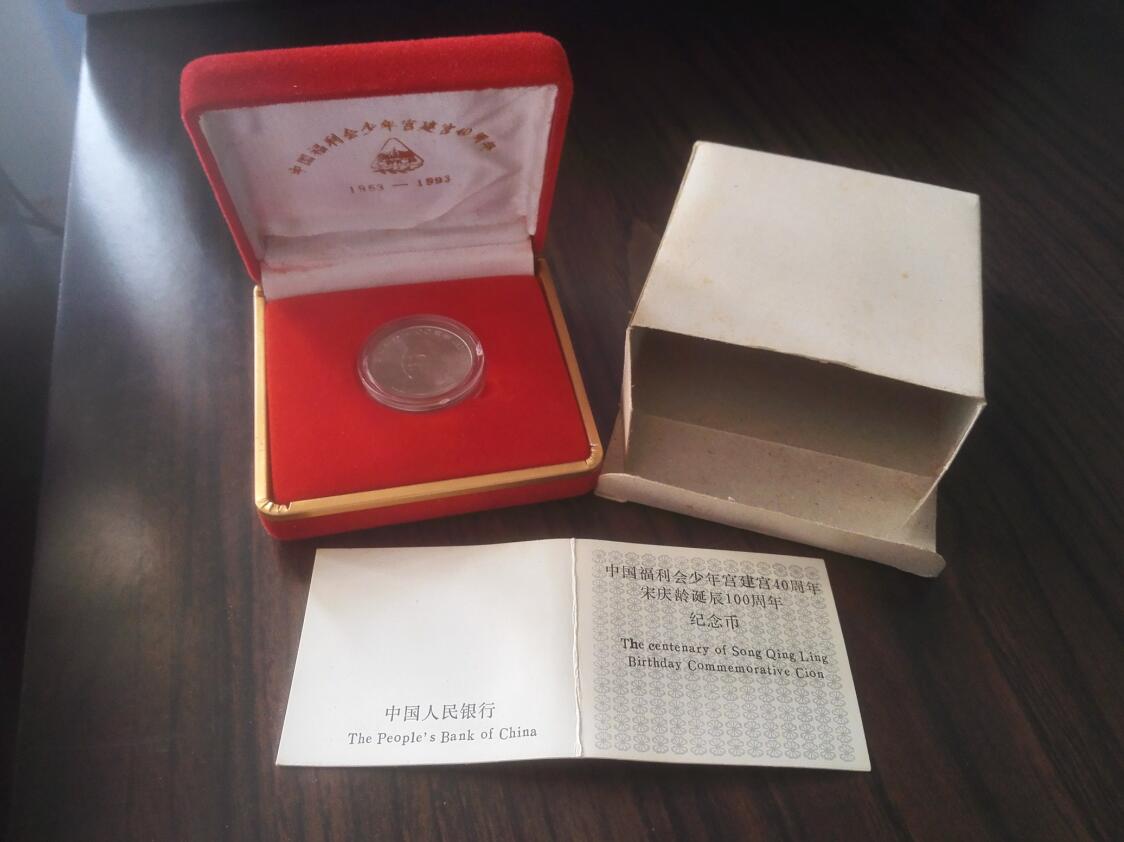 中国福利会少年宫建宫40周年
1953 — 1993
中国福利会少年宫建宫40周年
宋庆龄诞辰100周年
纪念币
The centenary of Song Qing Ling
Birthday Commemorative Cion
中国人民银行
The People's Bank of China